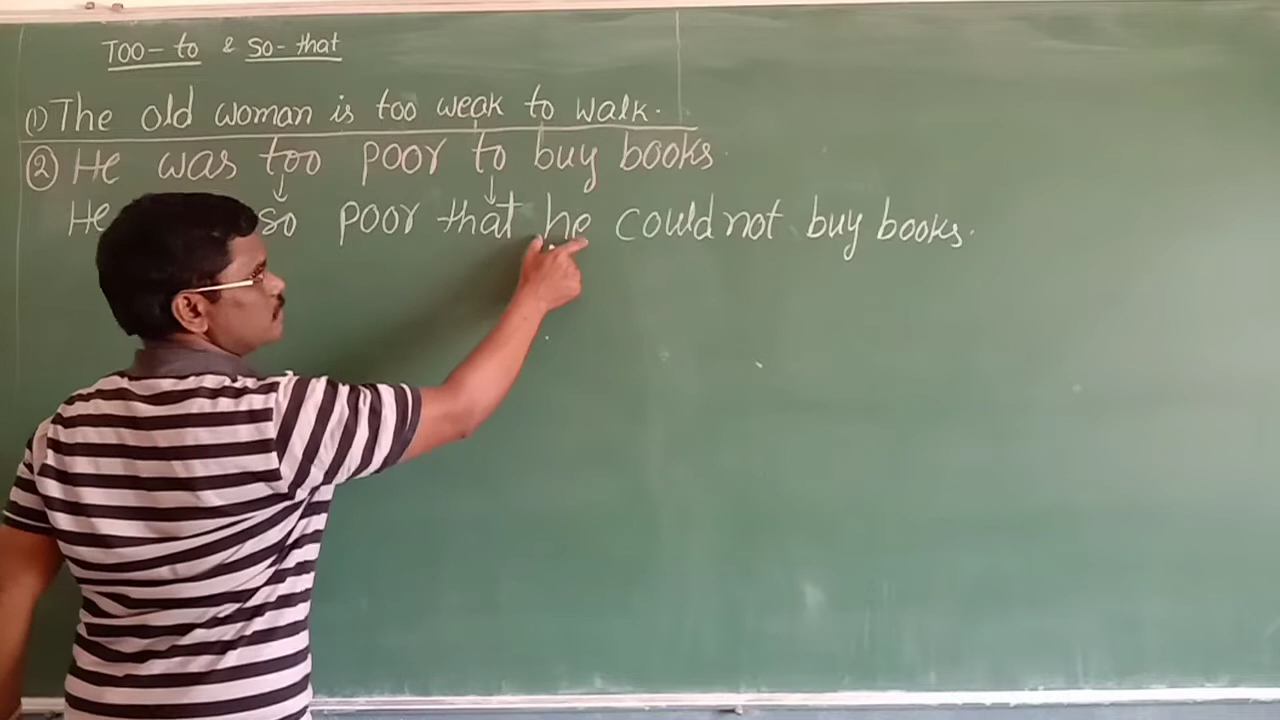 Too-to & So-that
(1) The old woman is too weak to walk.
(2) He was too poor to buy books.
He so poor that he could not buy books.